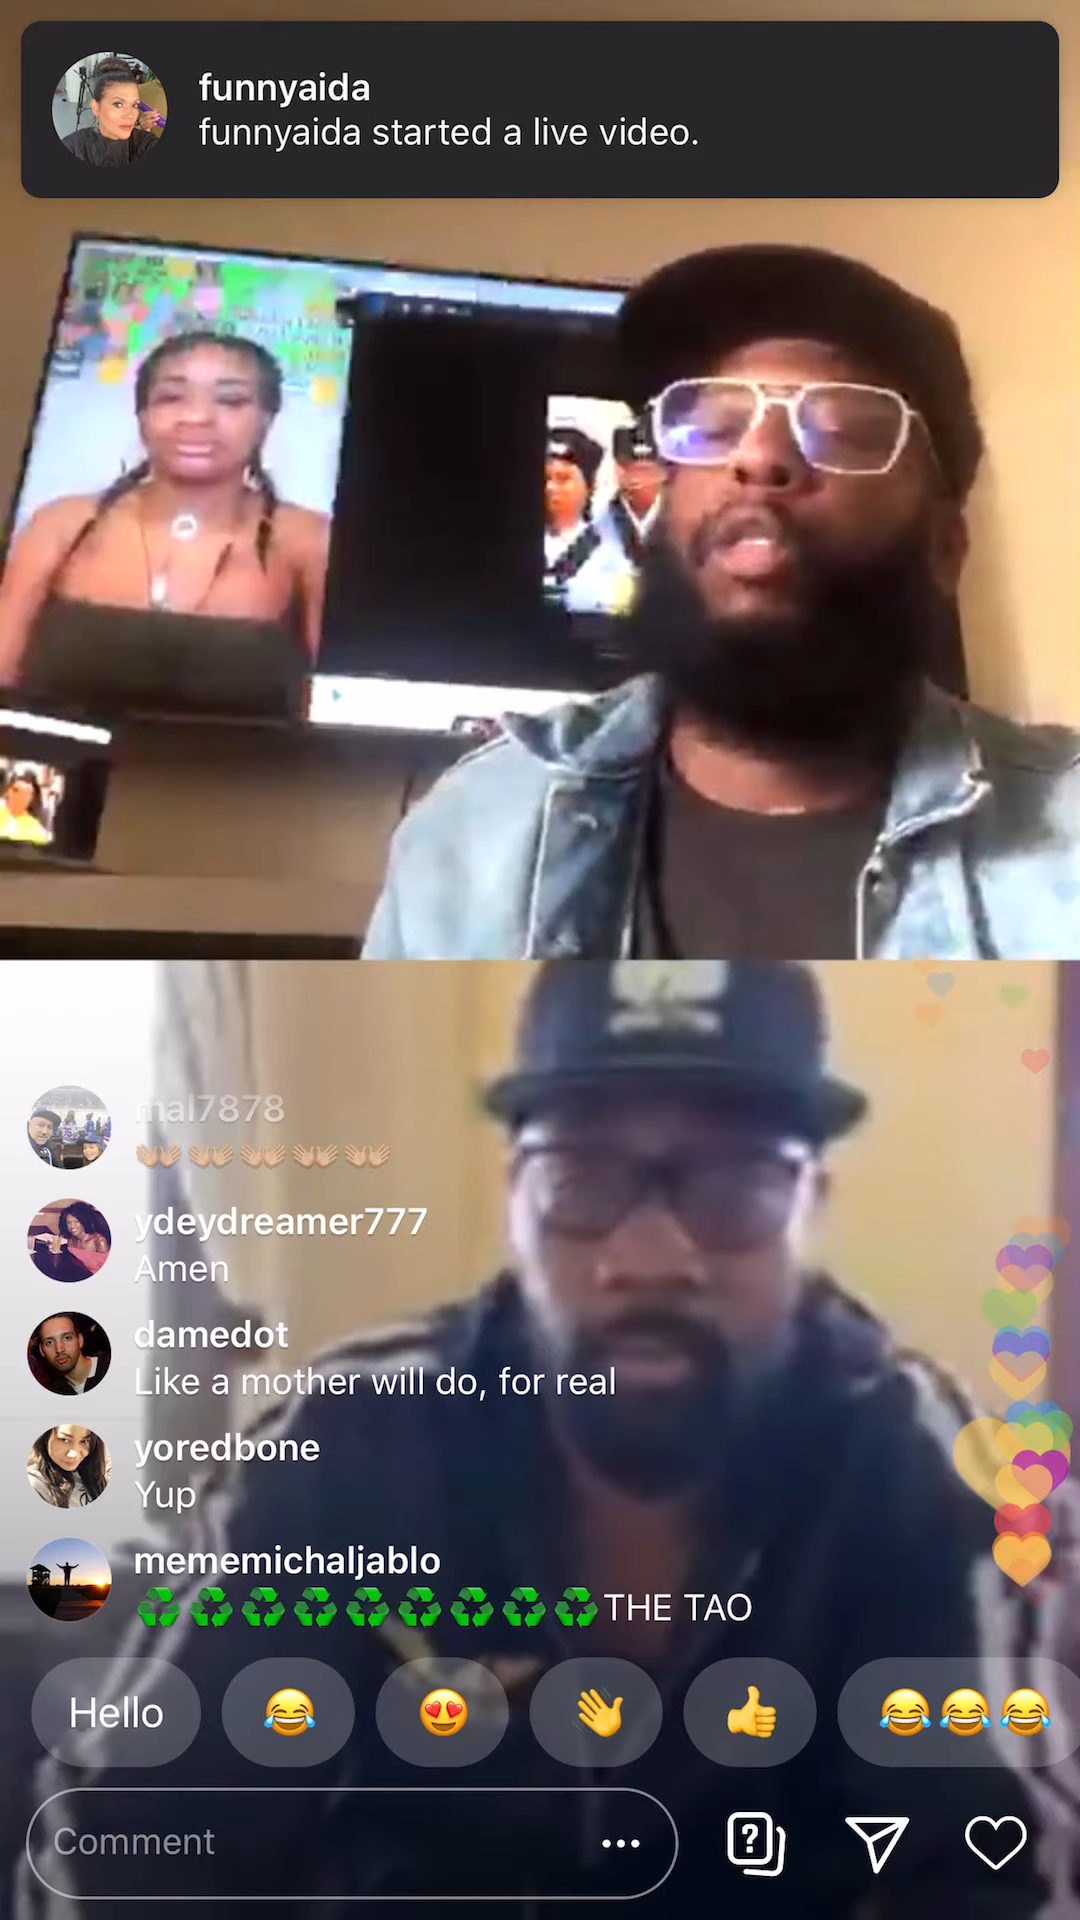 funnyaida
funnyaida started a live video.
mal7878
👐🏼 👐🏼 👐🏼 👐🏼 👐🏼
ydeydreamer777
Amen
damedot
Like a mother will do, for real
yoredbone
Yup
mememichaljablo
♻️♻️♻️♻️♻️♻️♻️♻️♻️THE TAO
Hello 😂 😍 👋 👍 😂😂😂
Comment ...